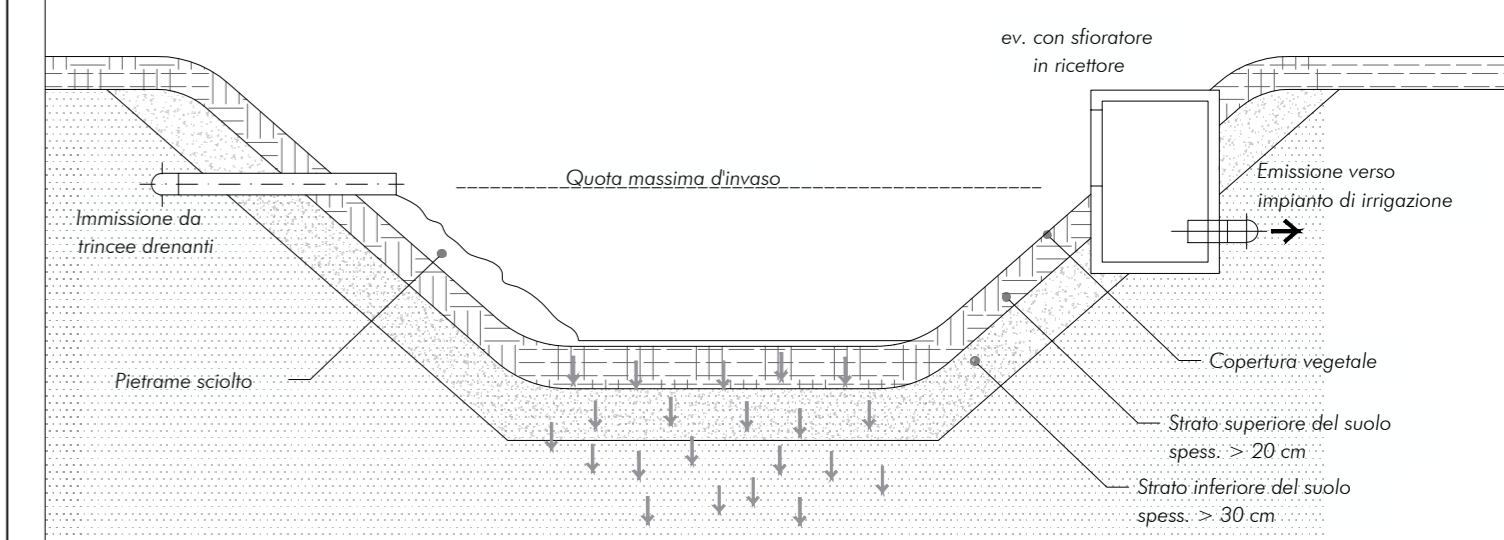 ev. con sfioratore
in ricettore
Quota massima d'invaso
Emissione verso
impianto di irrigazione
Immissione da
trincee drenanti
Pietrame sciolto
Copertura vegetale
Strato superiore del suolo
spess. > 20 cm
Strato inferiore del suolo
spess. > 30 cm